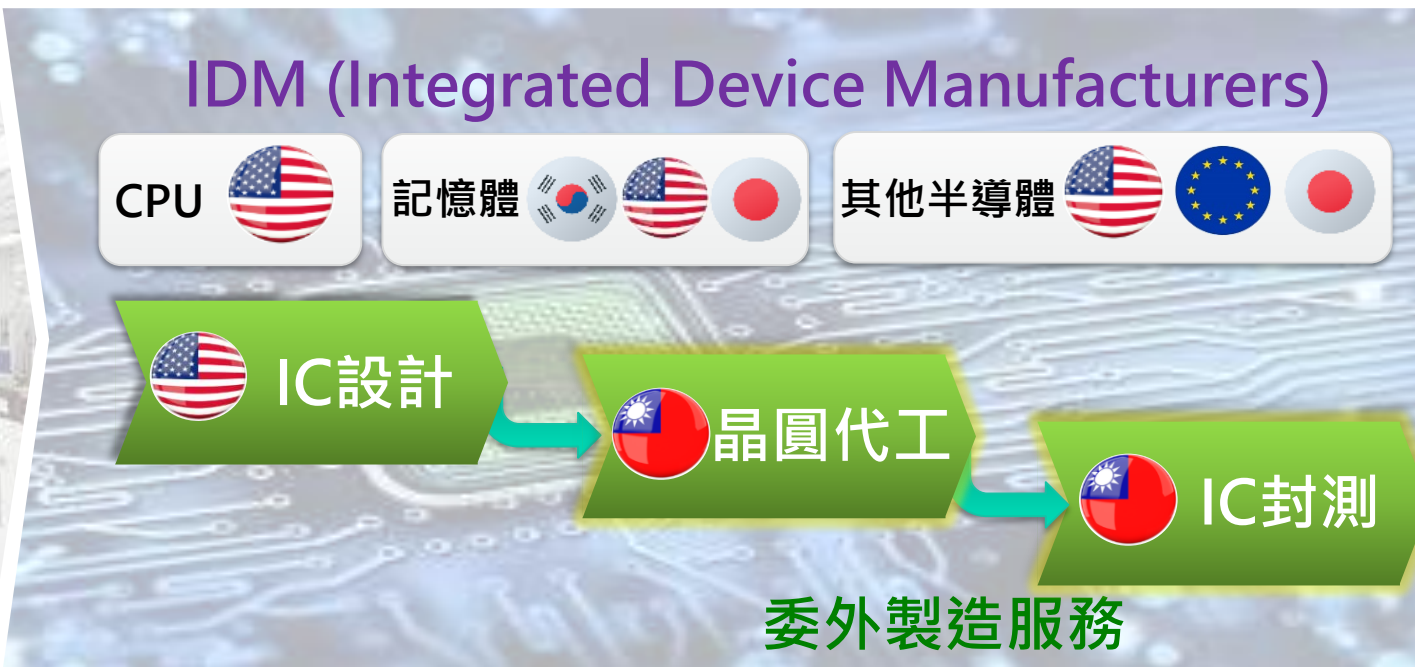 IDM (Integrated Device Manufacturers)
CPU
記憶體
其他半導體
IC設計
晶圓代工
IC封測
委外製造服務